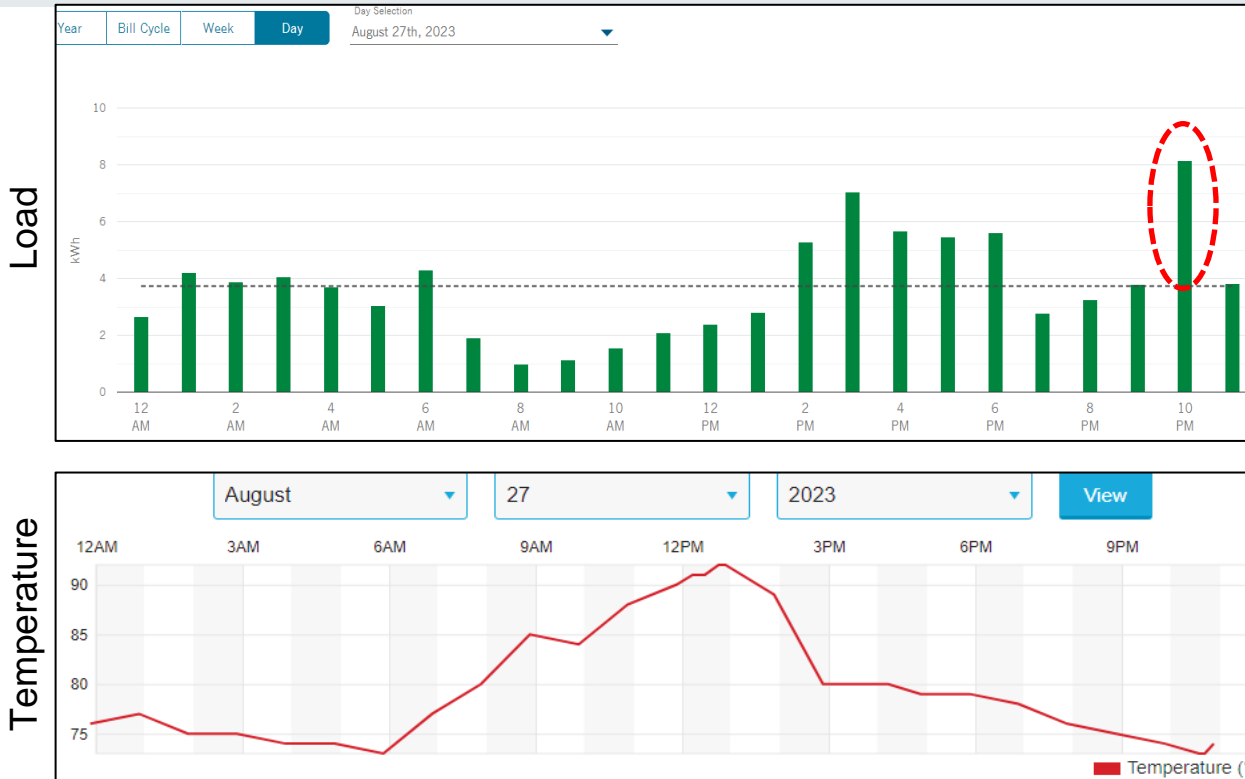 Day Selection
Year Bill Cycle Week Day August 27th, 2023
Load
kWh
10
8
6
4
2
0
12 2 4 6 8 10 12 2 4 6 8 10
AM AM AM AM AM AM PM PM PM PM PM PM
Temperature
August 27 2023 View
12AM 3AM 6AM 9AM 12PM 3PM 6PM 9PM
90
85
80
75
Temperature (